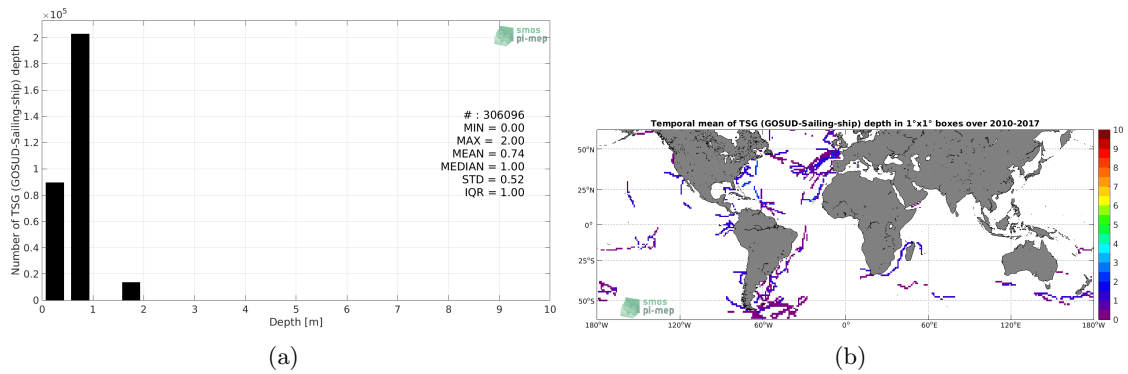 ×10⁵
2
1.8
1.6
1.4
1.2
1
0.8
0.6
0.4
0.2
0
Number of TSG (GOSUD-Sailing-ship) depth
smos
pi-mep
# : 306096
MIN = 0.00
MAX = 2.00
MEAN = 0.74
MEDIAN = 1.00
STD = 0.52
IQR = 1.00
0 1 2 3 4 5 6 7 8 9 10
Depth [m]
(a)
Temporal mean of TSG (GOSUD-Sailing-ship) depth in 1°x1° boxes over 2010-2017
50°N
25°N
0°
25°S
50°S
180°W 120°W 60°W 0° 60°E 120°E 180°W
smos
pi-mep
10
9
8
7
6
5
4
3
2
1
0
(b)